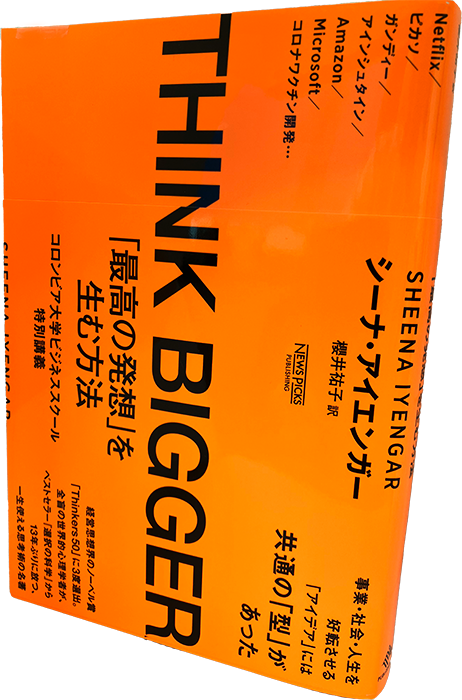 Netflix／
ピカソ／
ガンディー／
アインシュタイン／
Amazon／
Microsoft／
コロナワクチン開発…
THINK BIGGER
「最高の発想」を
生む方法
コロンビア大学ビジネススクール
特別講義
SHEENA IYENGAR
シーナ・アイエンガー
櫻井祐子 訳
NEWS PICKS
PUBLISHING
経営思想界のノーベル賞
「Thinkers50」に3度選出。
全盲の世界的心理学者が、
ベストセラー『選択の科学』から
13年ぶりに放つ、
一生使える思考術の名著
事業・社会・人生を
好転させる
「アイデア」には
共通の「型」が
あった
SHEENA IYENGAR